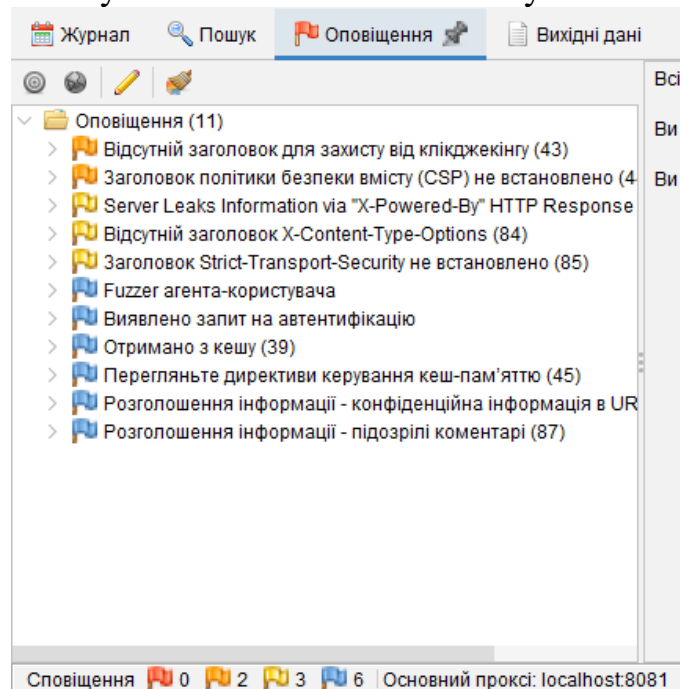 Журнал Пошук Оповіщення Вихідні дані
Всі
Оповіщення (11)
Ви
Відсутній заголовок для захисту від клікджекінгу (43)
Заголовок політики безпеки вмісту (CSP) не встановлено (4
Ви
Server Leaks Information via "X-Powered-By" HTTP Response
Відсутній заголовок X-Content-Type-Options (84)
Заголовок Strict-Transport-Security не встановлено (85)
Fuzzer агента-користувача
Виявлено запит на автентифікацію
Отримано з кешу (39)
Перегляньте директиви керування кеш-пам’яттю (45)
Розголошення інформації - конфіденційна інформація в UR
Розголошення інформації - підозрілі коментарі (87)
Сповіщення 0 2 3 6 Основний проксі: localhost:8081